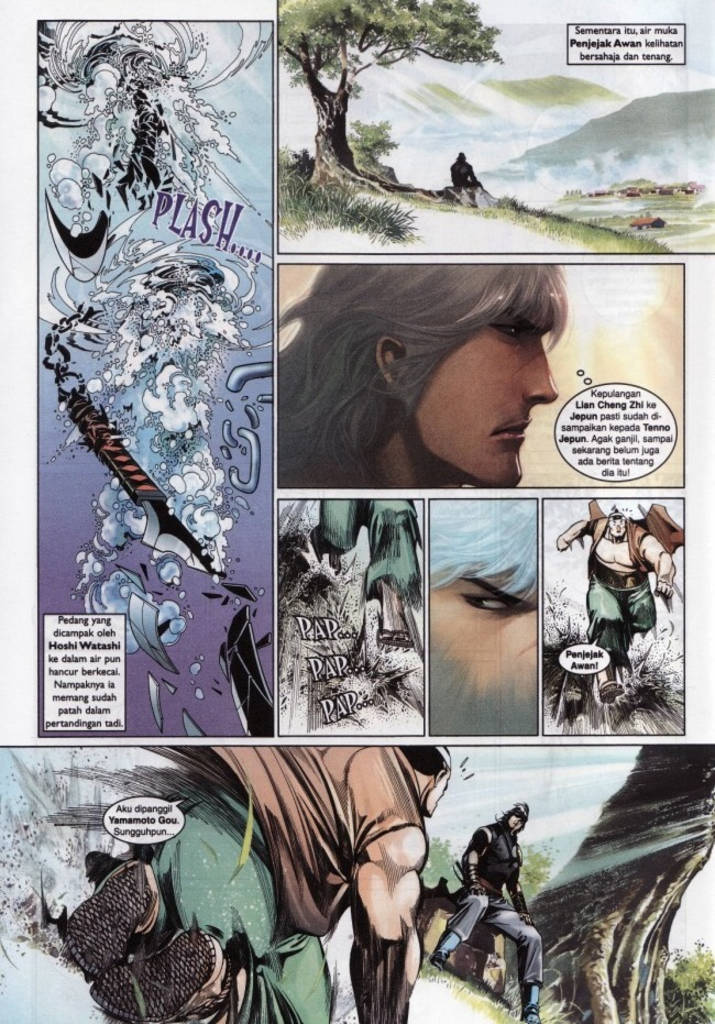 PLASH....
Pedang yang
dicampak oleh
Hoshi Watashi
ke dalam air pun
hancur berkecai.
Nampaknya ia
memang sudah
patah dalam
pertandingan tadi.
Sementara itu, air muka
Penjejak Awan kelihatan
bersahaja dan tenang.
Kepulangan
Lian Cheng Zhi ke
Jepun pasti sudah di-
sampaikan kepada Tenno
Jepun. Agak ganjil, sampai
sekarang belum juga
ada berita tentang
dia itu!
PAP...
PAP...
PAP...
Penjejak
Awan!
Aku dipanggil
Yamamoto Gou.
Sungguhpun...